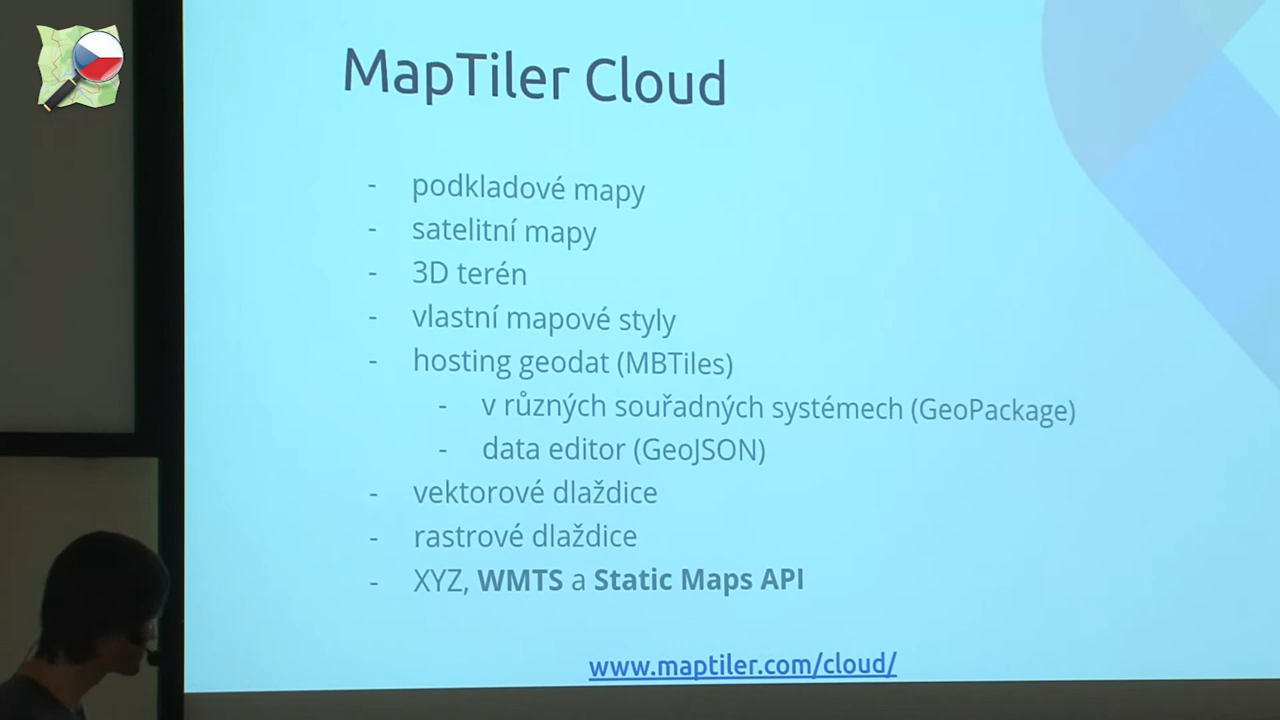 MapTiler Cloud
- podkladové mapy
- satelitní mapy
- 3D terén
- vlastní mapové styly
- hosting geodat (MBTiles)
- v různých souřadných systémech (GeoPackage)
- data editor (GeoJSON)
- vektorové dlaždice
- rastrové dlaždice
- XYZ, WMTS a Static Maps API
www.maptiler.com/cloud/